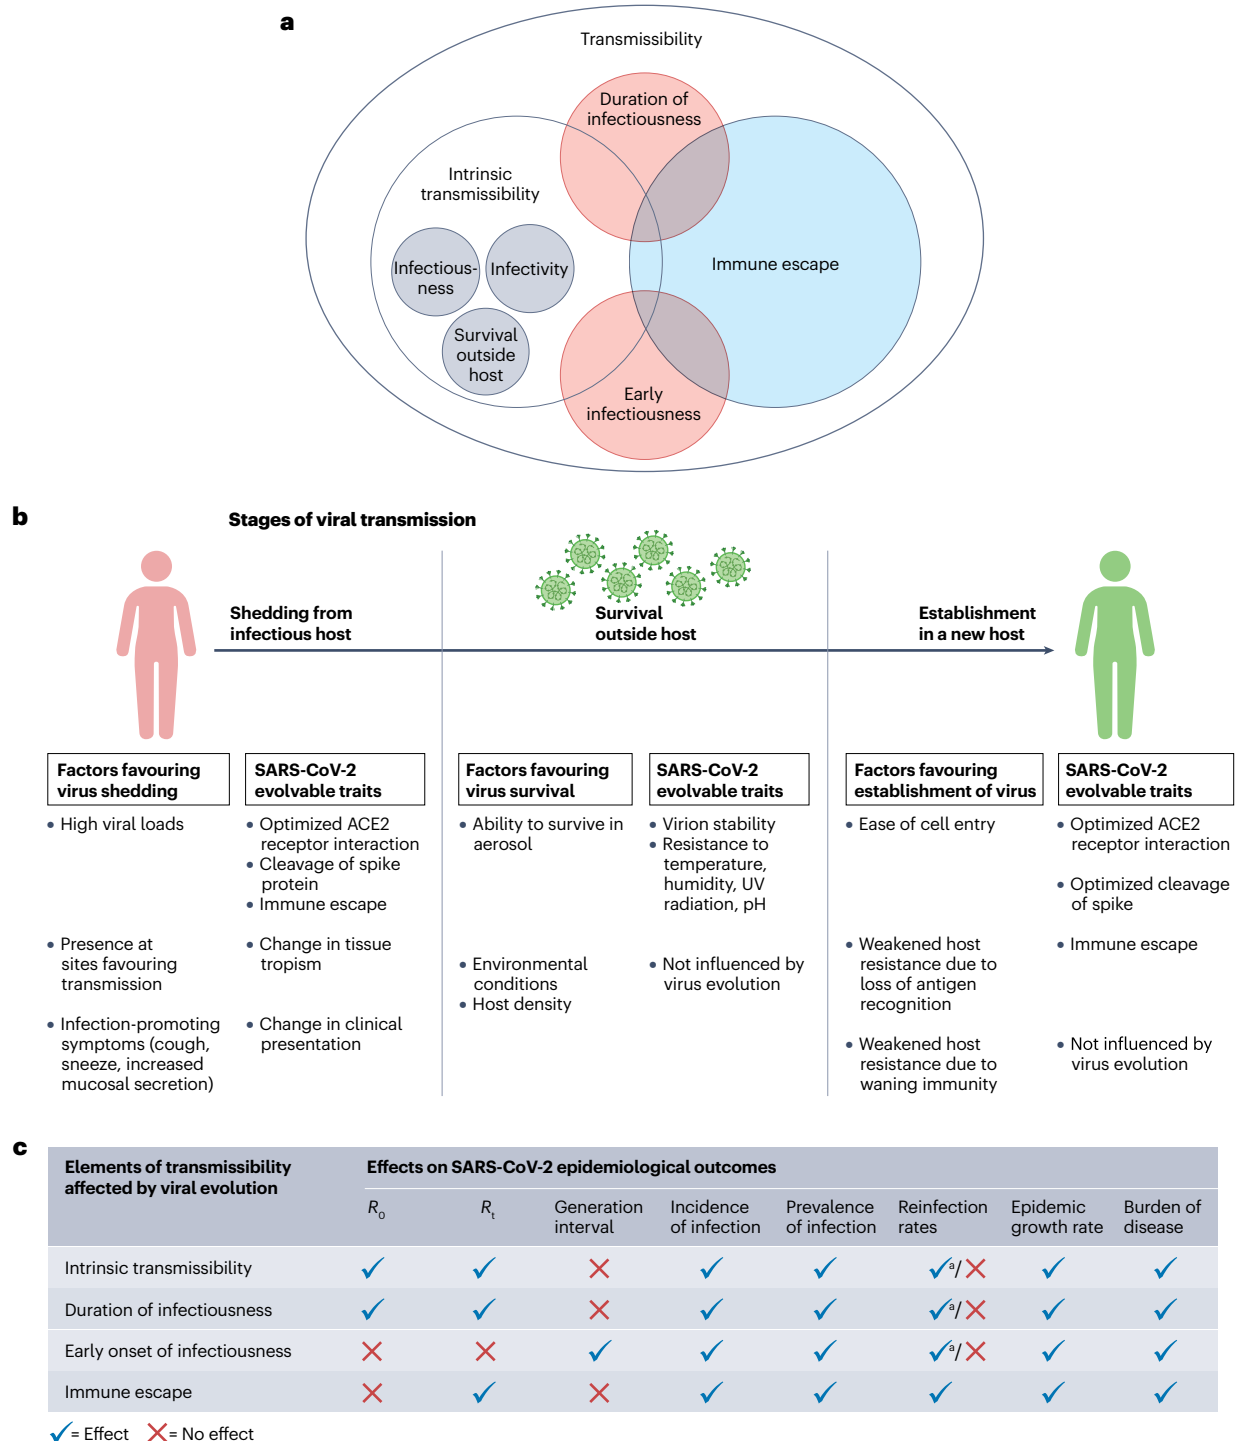 a
Transmissibility
Duration of
infectiousness
Intrinsic
transmissibility
Infectious-
ness
Infectivity
Immune escape
Survival
outside
host
Early
infectiousness
b
Stages of viral transmission
Shedding from
infectious host
Survival
outside host
Establishment
in a new host
Factors favouring
virus shedding
• High viral loads
• Presence at
sites favouring
transmission
• Infection-promoting
symptoms (cough,
sneeze, increased
mucosal secretion)
SARS-CoV-2
evolvable traits
• Optimized ACE2
receptor interaction
• Cleavage of spike
protein
• Immune escape
• Change in tissue
tropism
• Change in clinical
presentation
Factors favouring
virus survival
• Ability to survive in
aerosol
• Environmental
conditions
• Host density
SARS-CoV-2
evolvable traits
• Virion stability
• Resistance to
temperature,
humidity, UV
radiation, pH
• Not influenced by
virus evolution
Factors favouring
establishment of virus
• Ease of cell entry
• Weakened host
resistance due to
loss of antigen
recognition
• Weakened host
resistance due to
waning immunity
SARS-CoV-2
evolvable traits
• Optimized ACE2
receptor interaction
• Optimized cleavage
of spike
• Immune escape
• Not influenced by
virus evolution
c
Elements of transmissibility
affected by viral evolution
Effects on SARS-CoV-2 epidemiological outcomes
R0
Rt
Generation
interval
Incidence
of infection
Prevalence
of infection
Reinfection
rates
Epidemic
growth rate
Burden of
disease
Intrinsic transmissibility ✓ ✓ ✗ ✓ ✓ ✓a/✗ ✓ ✓
Duration of infectiousness ✓ ✓ ✗ ✓ ✓ ✓a/✗ ✓ ✓
Early onset of infectiousness ✗ ✗ ✓ ✓ ✓ ✓a/✗ ✓ ✓
Immune escape ✗ ✓ ✗ ✓ ✓ ✓ ✓ ✓
✓= Effect ✗= No effect